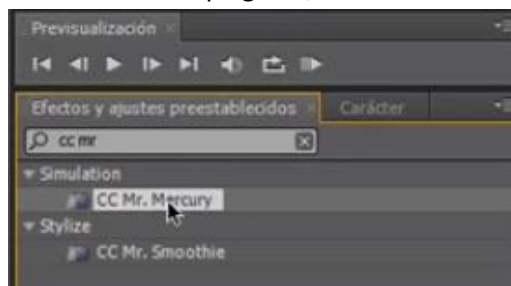 Previsualización
Efectos y ajustes preestablecidos Carácter
cc mr
Simulation
CC Mr. Mercury
Stylize
CC Mr. Smoothie